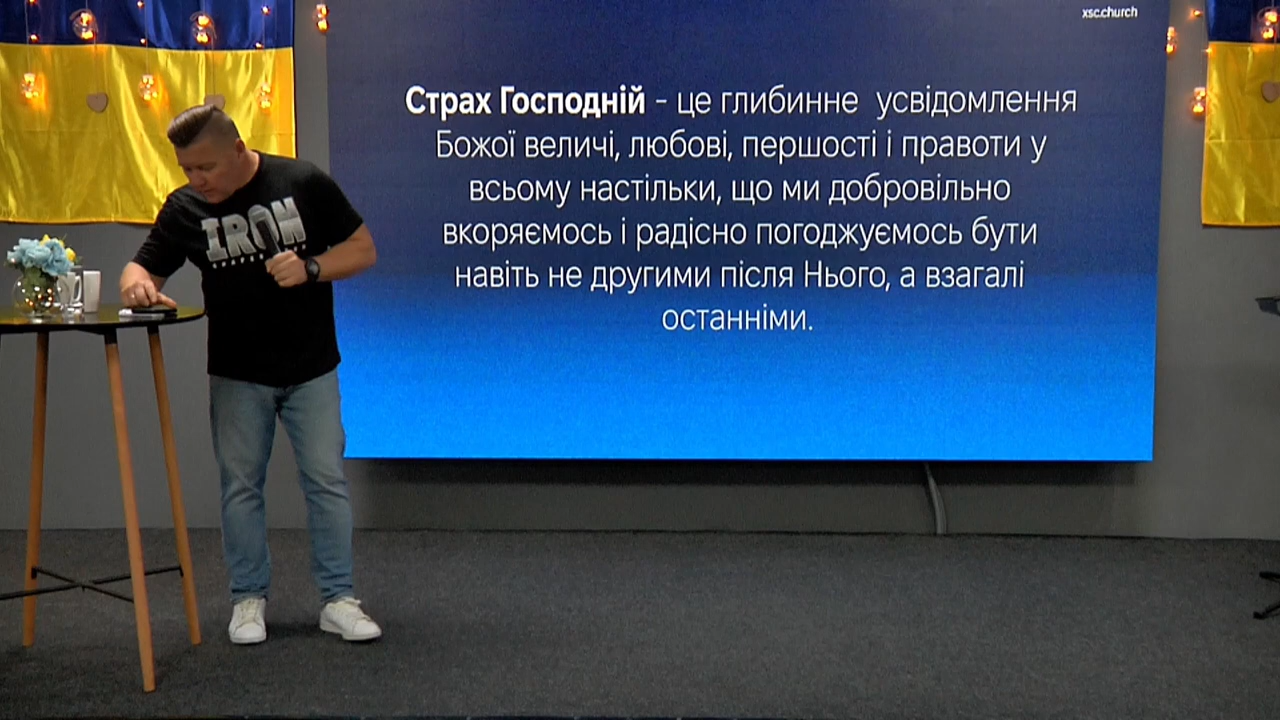 xsc.church
Страх Господній - це глибинне усвідомлення
Божої величі, любові, першості і правоти у
всьому настільки, що ми добровільно
вкоряємось і радісно погоджуємось бути
навіть не другими після Нього, а взагалі
останніми.
IRON